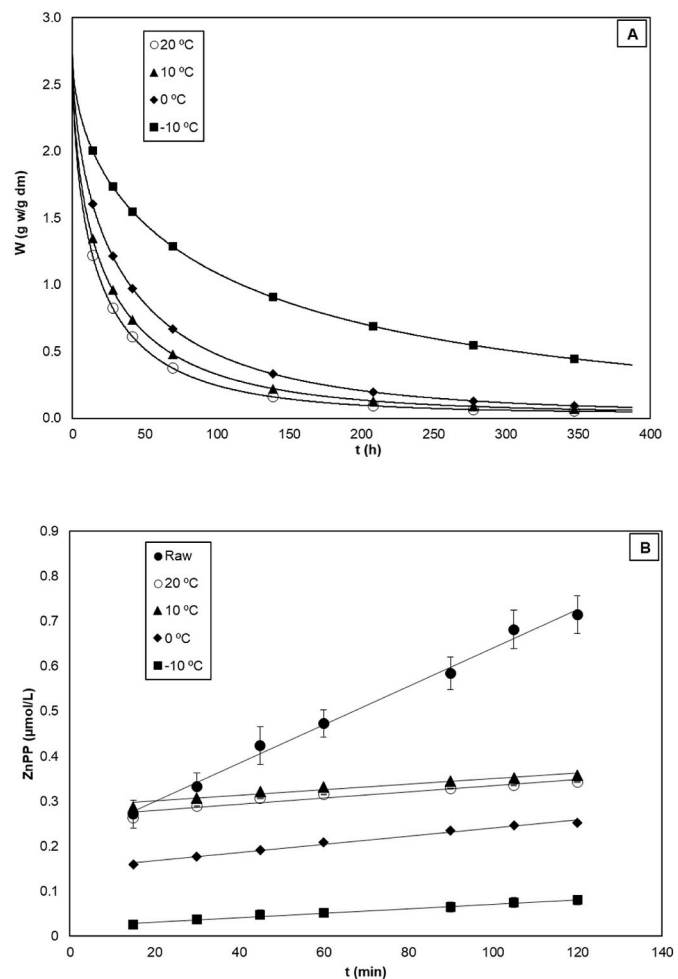 A
20 ºC
10 ºC
0 ºC
-10 ºC
3.0
2.5
2.0
1.5
1.0
0.5
0.0
W (g w/g dm)
0 50 100 150 200 250 300 350 400
t (h)
B
Raw
20 ºC
10 ºC
0 ºC
-10 ºC
0.9
0.8
0.7
0.6
0.5
0.4
0.3
0.2
0.1
0
ZnPP (µmol/L)
0 20 40 60 80 100 120 140
t (min)